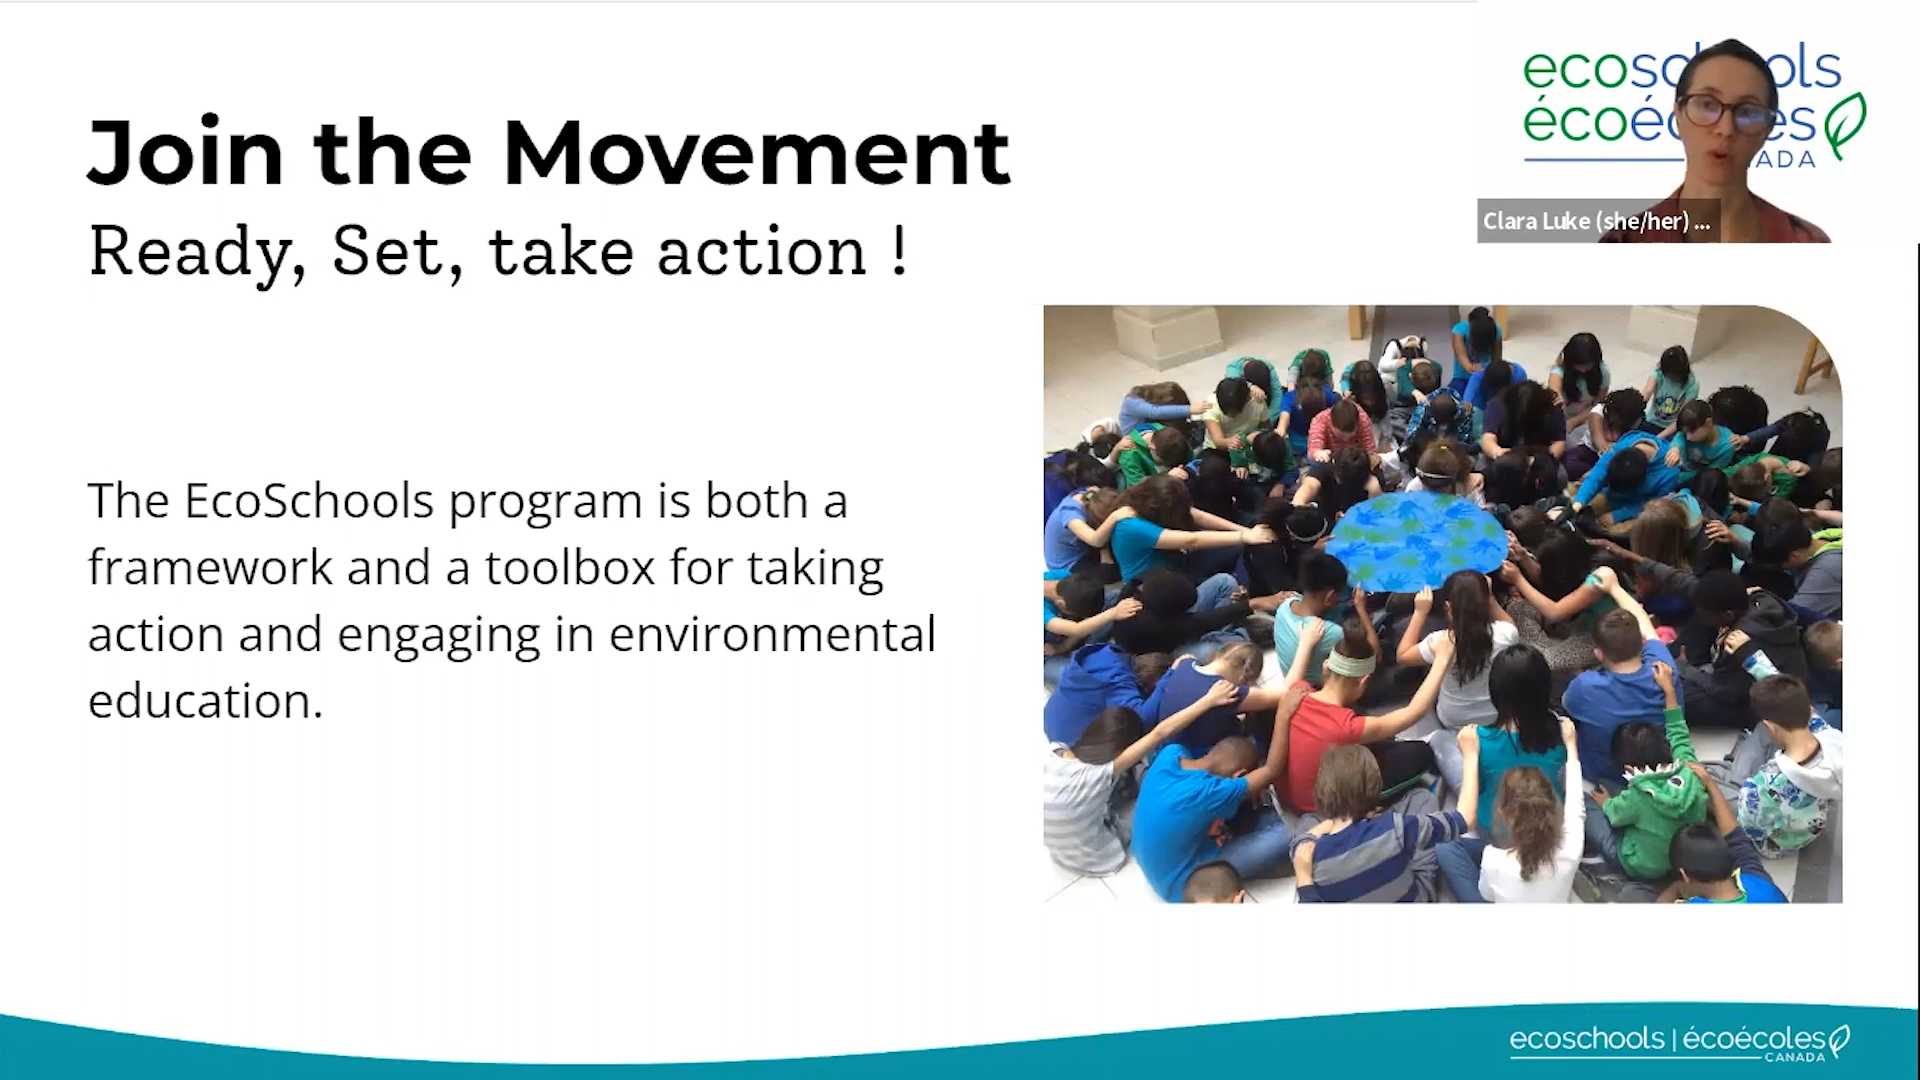 Join the Movement
Ready, Set, take action !
The EcoSchools program is both a
framework and a toolbox for taking
action and engaging in environmental
education.
Clara Luke (she/her) ...
ecoschools | écoécoles
CANADA